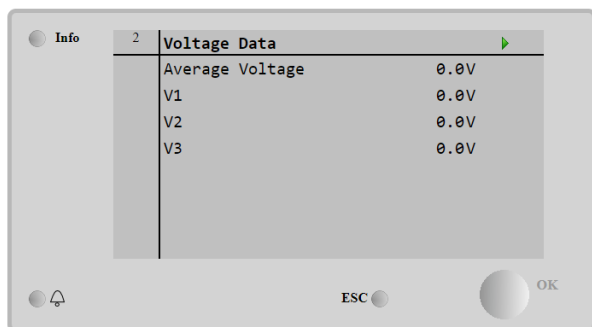 Info
2 Voltage Data
Average Voltage 0.0V
V1 0.0V
V2 0.0V
V3 0.0V
ESC
OK